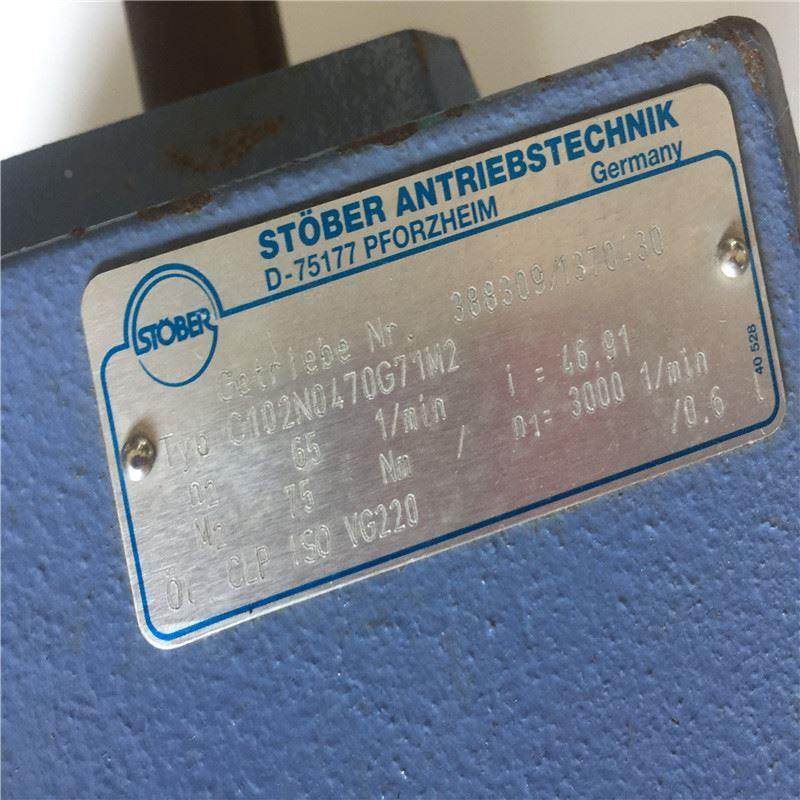 STÖBER ANTRIEBSTECHNIK
D-75177 PFORZHEIM Germany
STÖBER
Getriebe Nr. 388309/1370430
Typ C102N0470G71M2 i = 46.91
n2 65 1/min / n1= 3000 1/min
M2 75 Nm /0.6 l
Öl CLP ISO VG220
40 528